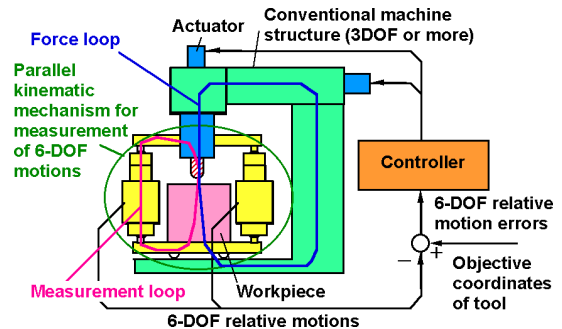 Actuator
Conventional machine
structure (3DOF or more)
Force loop
Parallel
kinematic
mechanism for
measurement
of 6-DOF
motions
Controller
6-DOF relative
motion errors
− +
Objective
coordinates
of tool
Measurement loop
Workpiece
6-DOF relative motions